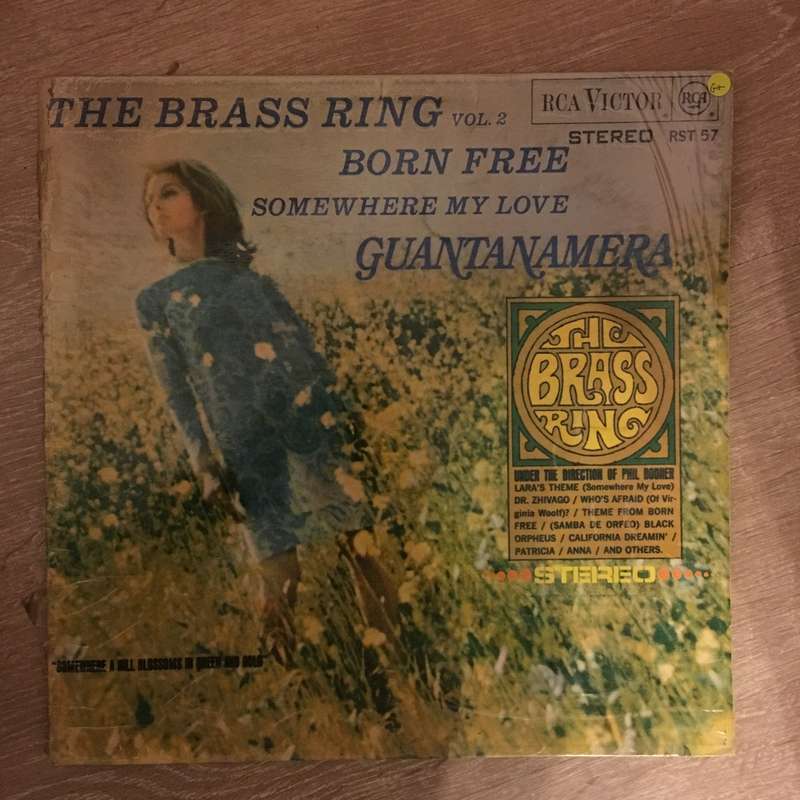 THE BRASS RING VOL. 2
RCA VICTOR RCA
G+
STEREO RST 57
BORN FREE
SOMEWHERE MY LOVE
GUANTANAMERA
THE
BRASS
RING
UNDER THE DIRECTION OF PHIL BODNER
LARA'S THEME (Somewhere My Love)
DR. ZHIVAGO / WHO'S AFRAID (Of Vir-
ginia Woolf)? / THEME FROM BORN
FREE / (SAMBA DE ORFEO) BLACK
ORPHEUS / CALIFORNIA DREAMIN' /
PATRICIA / ANNA / AND OTHERS.
STEREO
"SOMEWHERE A HILL BLOSSOMS IN GREEN AND GOLD"